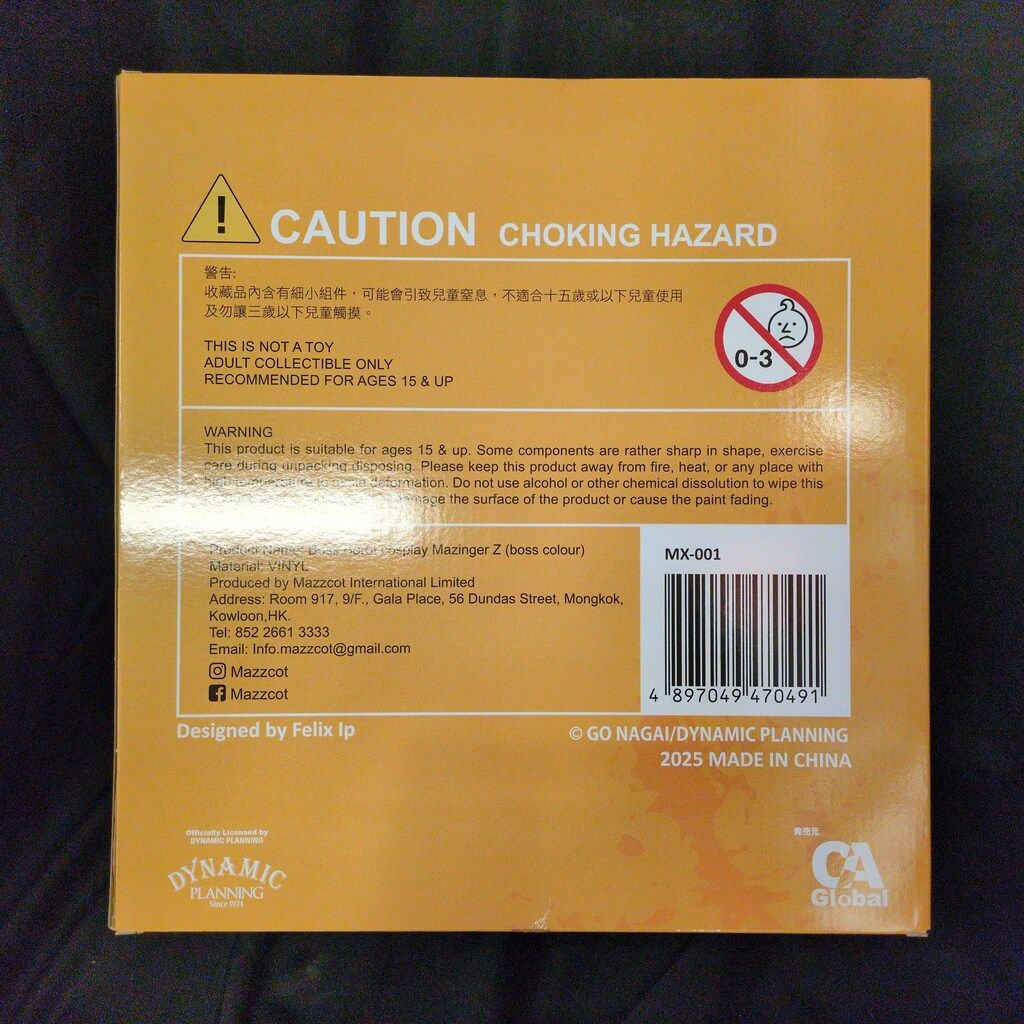 CAUTION CHOKING HAZARD
警告:
收藏品內含有細小組件，可能會引致兒童窒息，不適合十五歲或以下兒童使用
及勿讓三歲以下兒童觸摸。
0-3
THIS IS NOT A TOY
ADULT COLLECTIBLE ONLY
RECOMMENDED FOR AGES 15 & UP
WARNING
This product is suitable for ages 15 & up. Some components are rather sharp in shape, exercise
care during unpacking disposing. Please keep this product away from fire, heat, or any place with
high temperature to avoid deformation. Do not use alcohol or other chemical dissolution to wipe this
the surface of the product or cause the paint fading.
Product Name: Boss Borot cosplay Mazinger Z (boss colour)
Material: VINYL
Produced by Mazzcot International Limited
Address: Room 917, 9/F., Gala Place, 56 Dundas Street, Mongkok,
Kowloon,HK.
Tel: 852 2661 3333
Email: Info.mazzcot@gmail.com
Mazzcot
Mazzcot
MX-001
4 897049 470491
Designed by Felix Ip
© GO NAGAI/DYNAMIC PLANNING
2025 MADE IN CHINA
Officially Licensed by
DYNAMIC PLANNING
DYNAMIC
PLANNING
Since 1974
発売元
CA
Global